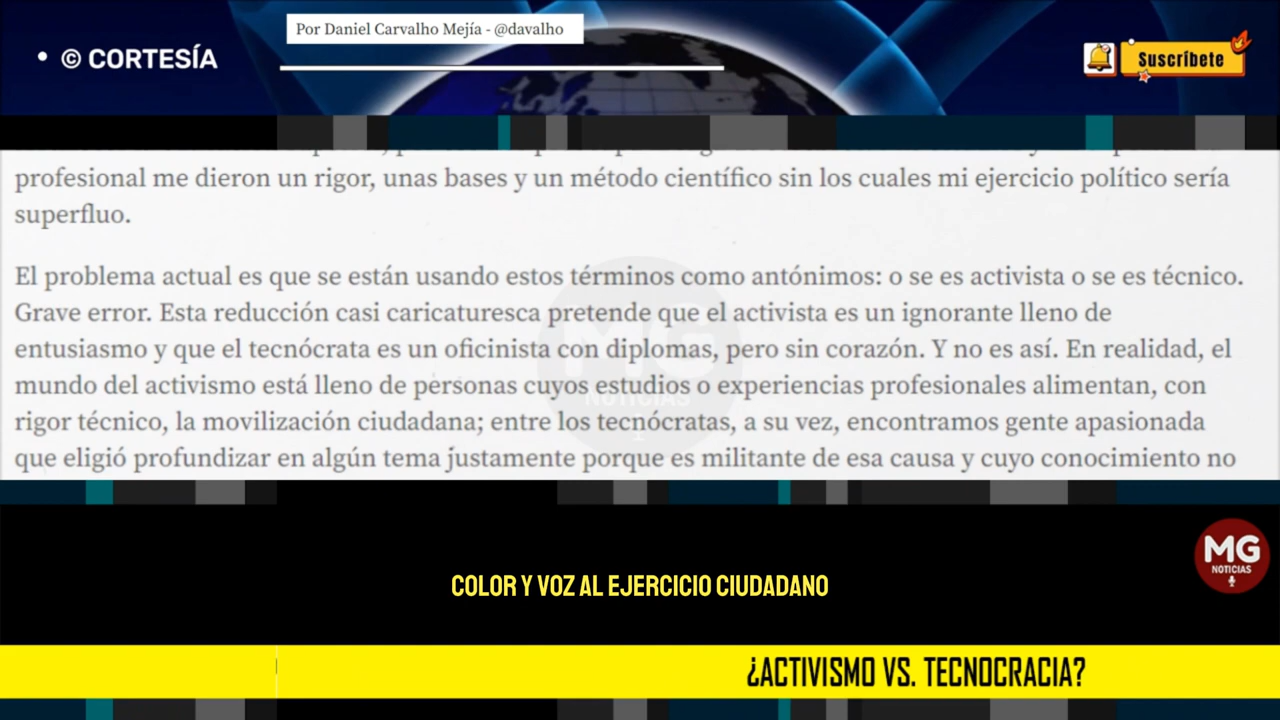 Por Daniel Carvalho Mejía - @davalho
• © CORTESÍA
Suscríbete
profesional me dieron un rigor, unas bases y un método científico sin los cuales mi ejercicio político sería
superfluo.
El problema actual es que se están usando estos términos como antónimos: o se es activista o se es técnico.
Grave error. Esta reducción casi caricaturesca pretende que el activista es un ignorante lleno de
entusiasmo y que el tecnócrata es un oficinista con diplomas, pero sin corazón. Y no es así. En realidad, el
mundo del activismo está lleno de personas cuyos estudios o experiencias profesionales alimentan, con
rigor técnico, la movilización ciudadana; entre los tecnócratas, a su vez, encontramos gente apasionada
que eligió profundizar en algún tema justamente porque es militante de esa causa y cuyo conocimiento no
MG
NOTICIAS
COLOR Y VOZ AL EJERCICIO CIUDADANO
MG
NOTICIAS
¿ACTIVISMO VS. TECNOCRACIA?